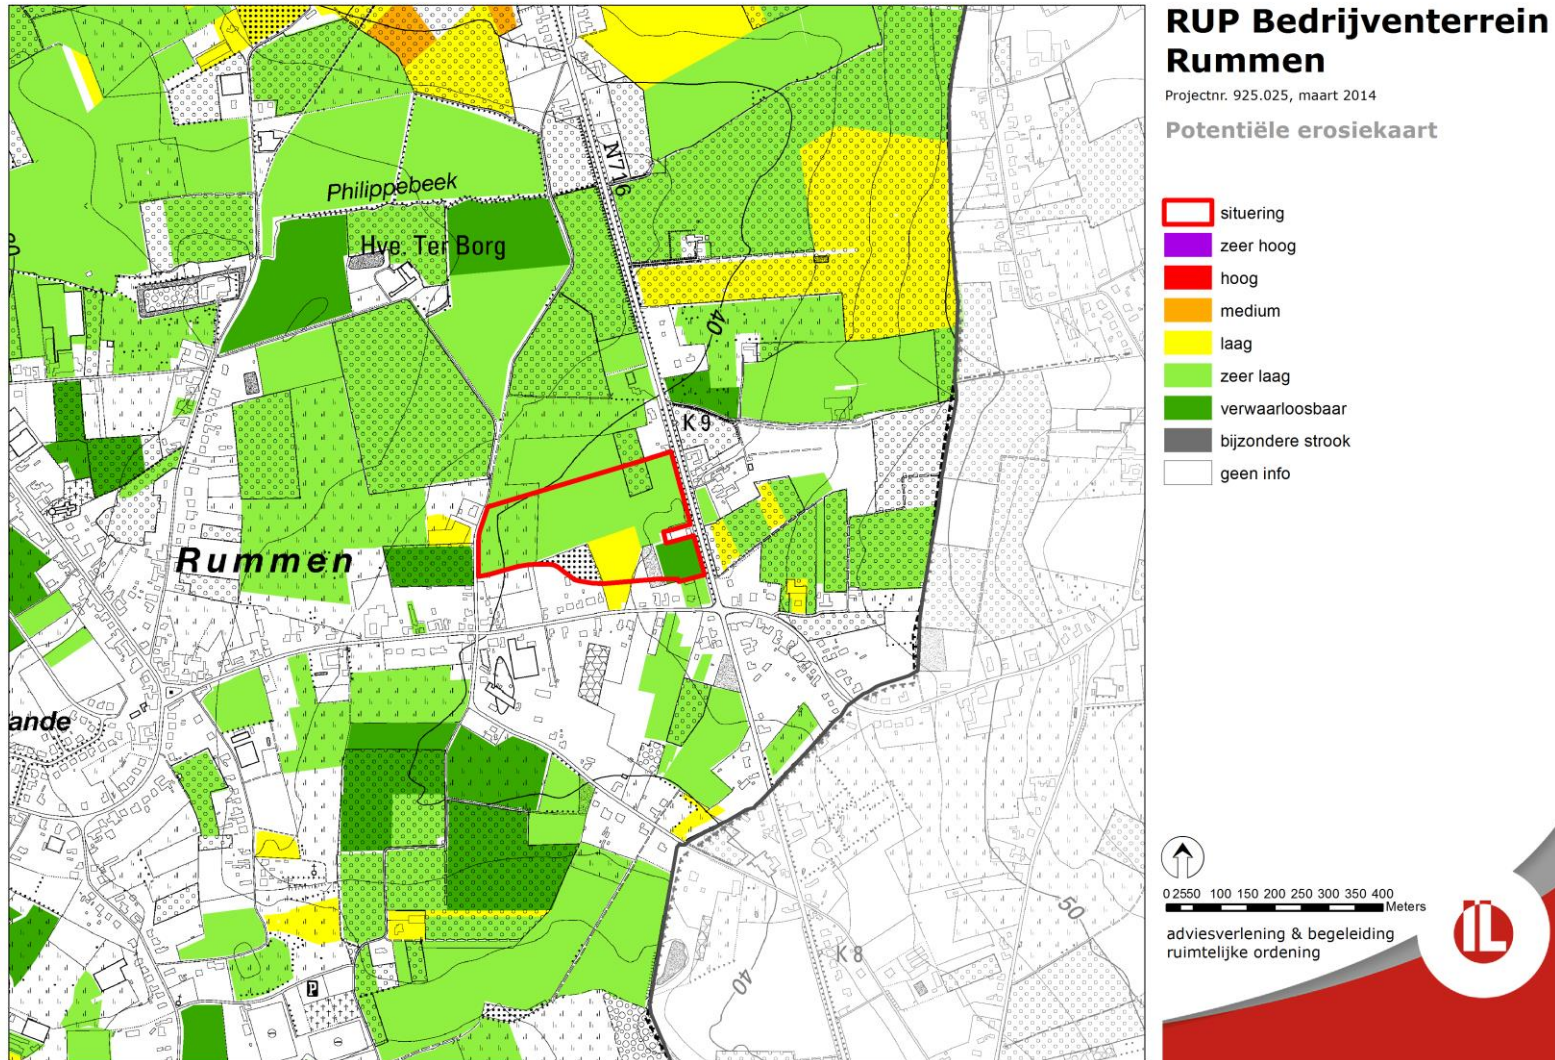 RUP Bedrijventerrein
Rummen
Projectnr. 925.025, maart 2014
Potentiële erosiekaart
situering
zeer hoog
hoog
medium
laag
zeer laag
verwaarloosbaar
bijzondere strook
geen info
N716
Philippebeek
Hve. Ter Borg
40
K 9
Rummen
ande
P
K 8
40
50
0 25 50 100 150 200 250 300 350 400
Meters
adviesverlening & begeleiding
ruimtelijke ordening
IL